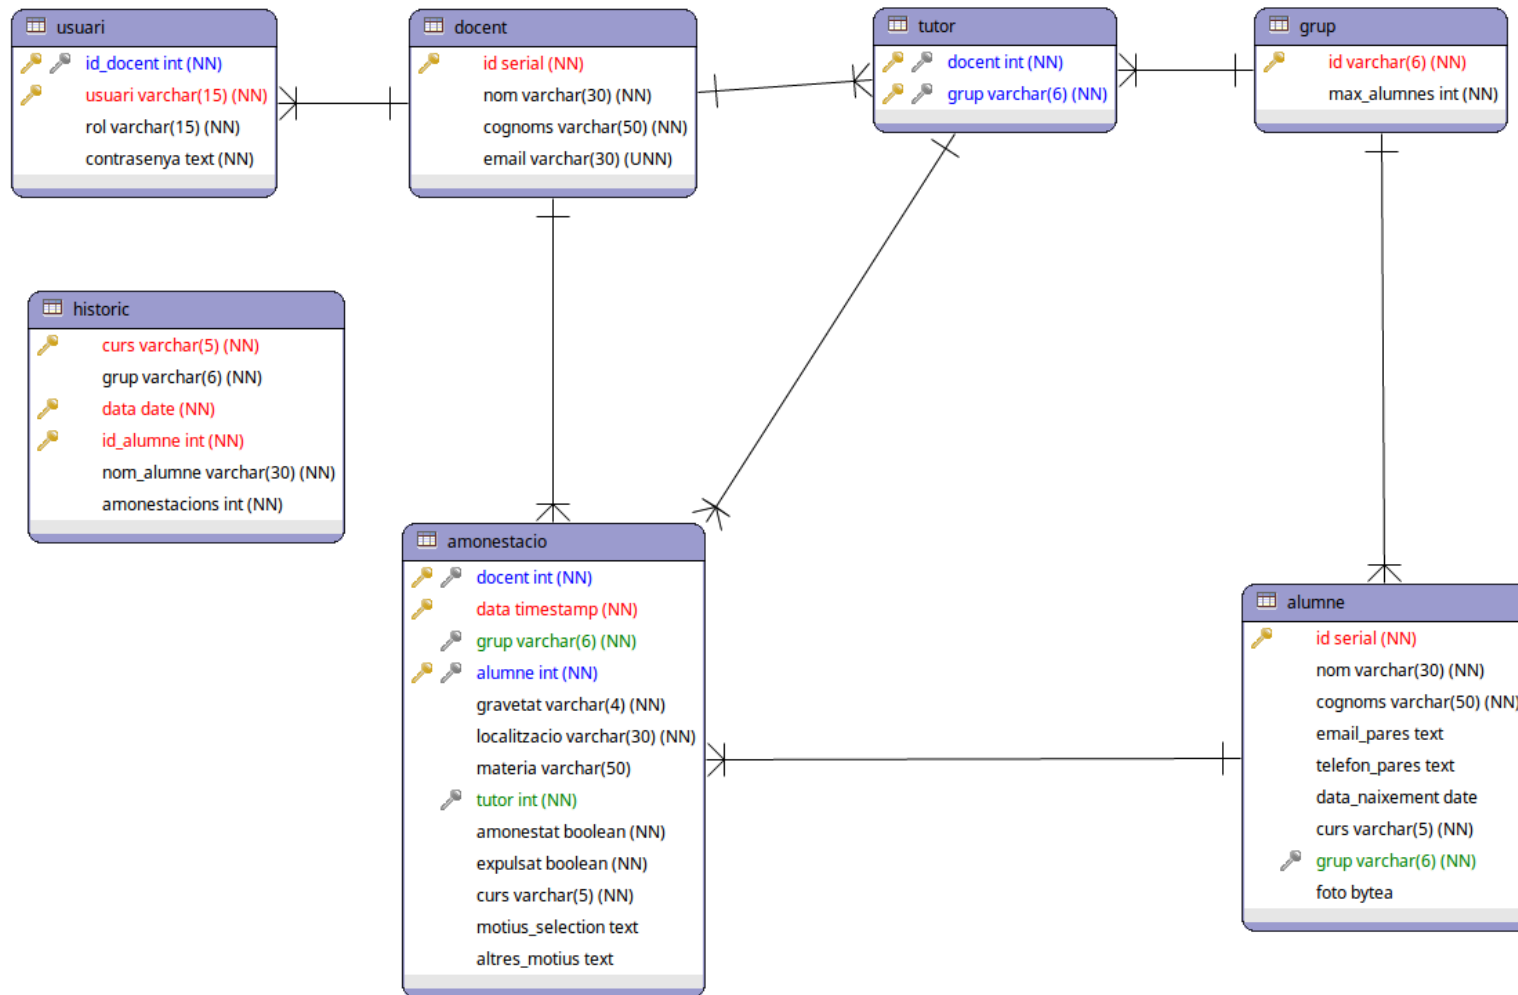 usuari
id_docent int (NN)
usuari varchar(15) (NN)
rol varchar(15) (NN)
contrasenya text (NN)
docent
id serial (NN)
nom varchar(30) (NN)
cognoms varchar(50) (NN)
email varchar(30) (UNN)
tutor
docent int (NN)
grup varchar(6) (NN)
grup
id varchar(6) (NN)
max_alumnes int (NN)
historic
curs varchar(5) (NN)
grup varchar(6) (NN)
data date (NN)
id_alumne int (NN)
nom_alumne varchar(30) (NN)
amonestacions int (NN)
amonestacio
docent int (NN)
data timestamp (NN)
grup varchar(6) (NN)
alumne int (NN)
gravetat varchar(4) (NN)
localitzacio varchar(30) (NN)
materia varchar(50)
tutor int (NN)
amonestat boolean (NN)
expulsat boolean (NN)
curs varchar(5) (NN)
motius_selection text
altres_motius text
alumne
id serial (NN)
nom varchar(30) (NN)
cognoms varchar(50) (NN)
email_pares text
telefon_pares text
data_naixement date
curs varchar(5) (NN)
grup varchar(6) (NN)
foto bytea